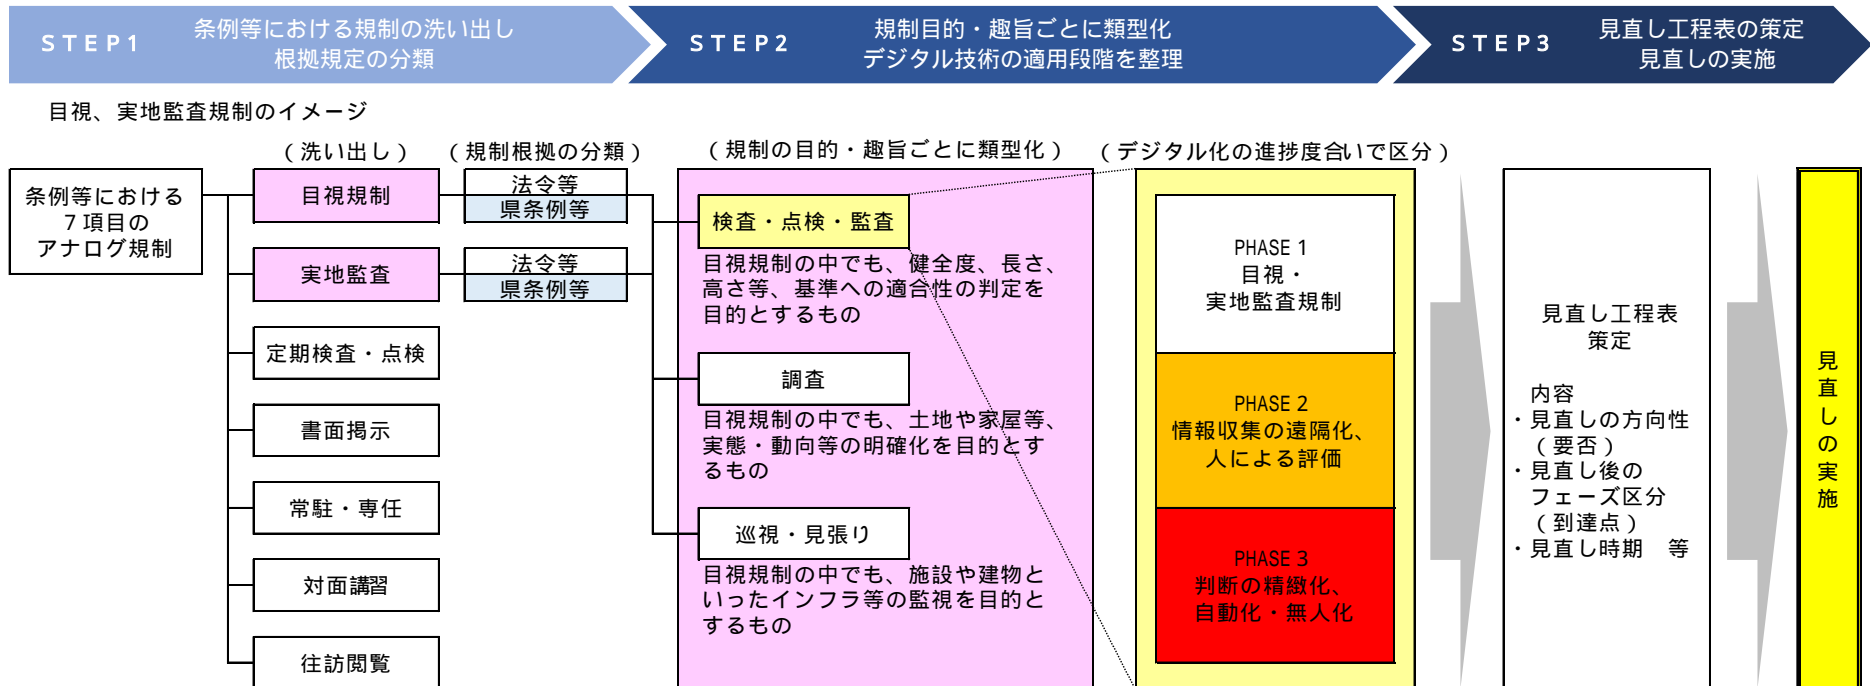 STEP1
条例等における規制の洗い出し
根拠規定の分類
STEP2
規制目的・趣旨ごとに類型化
デジタル技術の適用段階を整理
STEP3
見直し工程表の策定
見直しの実施
目視、実地監査規制のイメージ
（洗い出し）
（規制根拠の分類）
（規制の目的・趣旨ごとに類型化）
（デジタル化の進捗度合いで区分）
条例等における
７項目の
アナログ規制
目視規制
実地監査
定期検査・点検
書面掲示
常駐・専任
対面講習
往訪閲覧
法令等
県条例等
法令等
県条例等
検査・点検・監査
目視規制の中でも、健全度、長さ、
高さ等、基準への適合性の判定を
目的とするもの
調査
目視規制の中でも、土地や家屋等、
実態・動向等の明確化を目的とす
るもの
巡視・見張り
目視規制の中でも、施設や建物と
いったインフラ等の監視を目的と
するもの
PHASE 1
目視・
実地監査規制
PHASE 2
情報収集の遠隔化、
人による評価
PHASE 3
判断の精緻化、
自動化・無人化
見直し工程表
策定
内容
・見直しの方向性
（要否）
・見直し後の
フェーズ区分
（到達点）
・見直し時期　等
見直しの実施